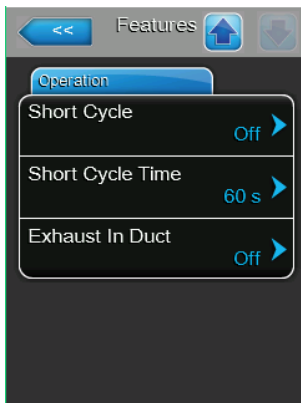 << Features
Operation
Short Cycle
Off
Short Cycle Time
60 s
Exhaust In Duct
Off